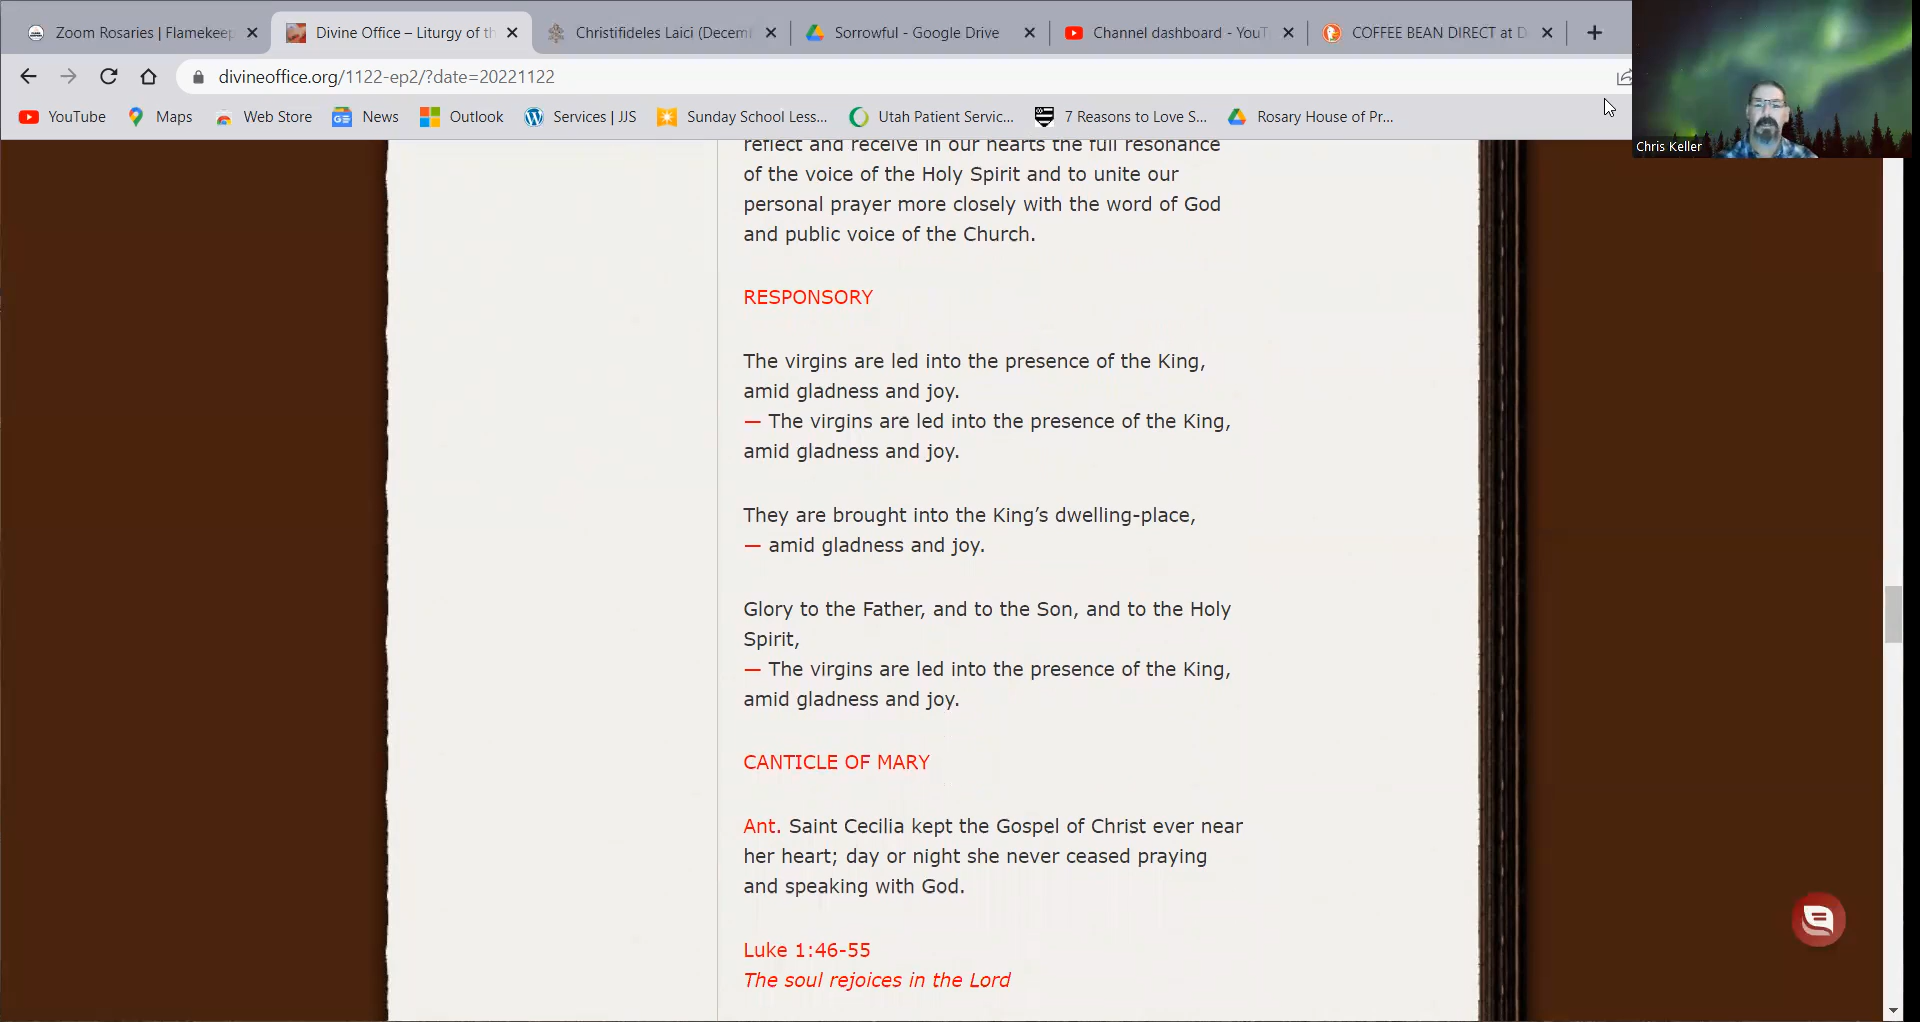 Zoom Rosaries | Flamekeep
Divine Office – Liturgy of th
Christifideles Laici (Decem
Sorrowful - Google Drive
Channel dashboard - YouT
COFFEE BEAN DIRECT at D
divineoffice.org/1122-ep2/?date=20221122
YouTube
Maps
Web Store
News
Outlook
Services | JJS
Sunday School Less...
Utah Patient Servic...
7 Reasons to Love S...
Rosary House of Pr...
Chris Keller
reflect and receive in our hearts the full resonance
of the voice of the Holy Spirit and to unite our
personal prayer more closely with the word of God
and public voice of the Church.
RESPONSORY
The virgins are led into the presence of the King,
amid gladness and joy.
— The virgins are led into the presence of the King,
amid gladness and joy.
They are brought into the King’s dwelling-place,
— amid gladness and joy.
Glory to the Father, and to the Son, and to the Holy
Spirit,
— The virgins are led into the presence of the King,
amid gladness and joy.
CANTICLE OF MARY
Ant. Saint Cecilia kept the Gospel of Christ ever near
her heart; day or night she never ceased praying
and speaking with God.
Luke 1:46-55
The soul rejoices in the Lord